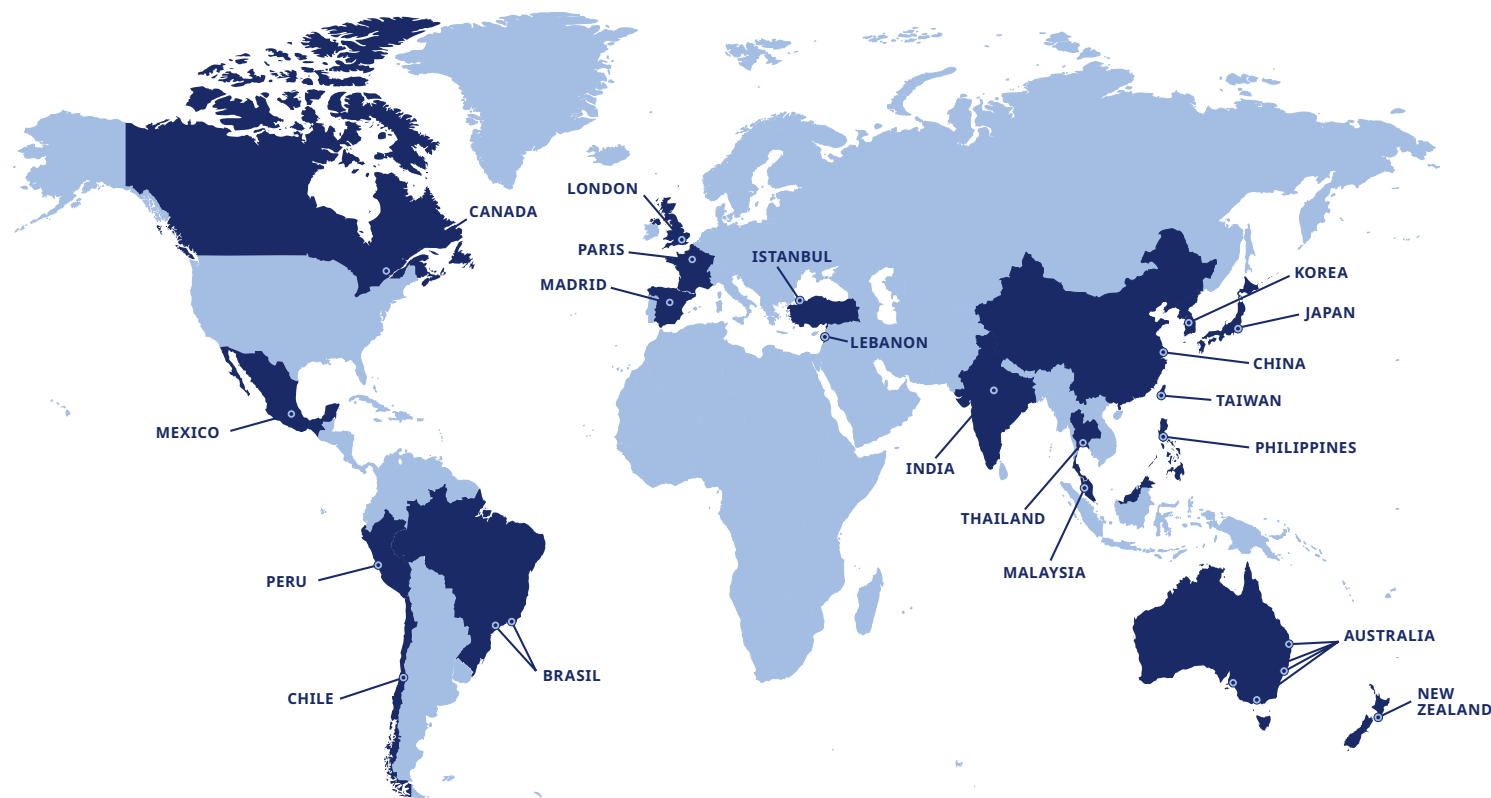 LONDON
CANADA
PARIS
ISTANBUL
KOREA
MADRID
JAPAN
LEBANON
CHINA
TAIWAN
MEXICO
PHILIPPINES
INDIA
THAILAND
MALAYSIA
PERU
AUSTRALIA
BRASIL
CHILE
NEW
ZEALAND